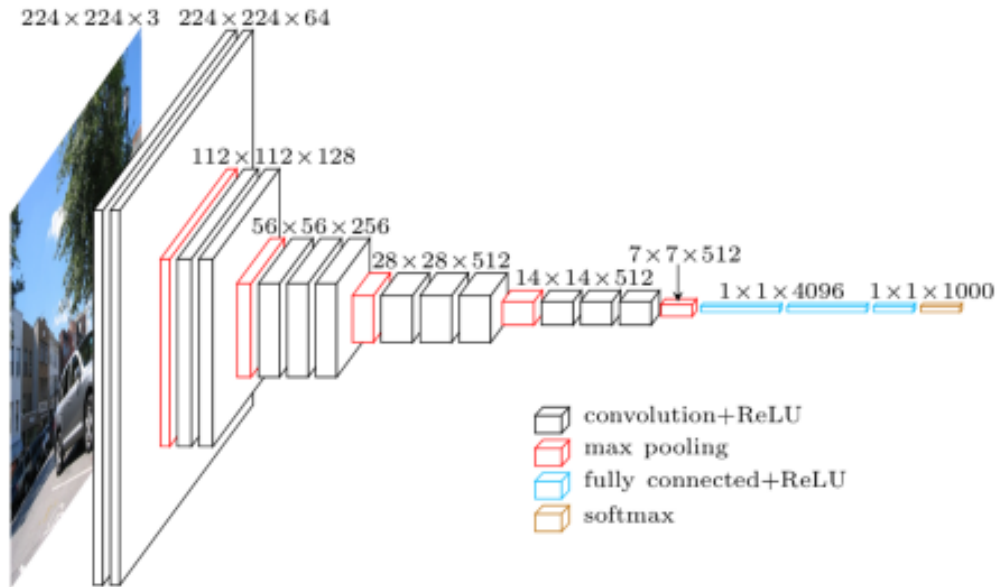 224×224×3
224×224×64
112×112×128
56×56×256
28×28×512
14×14×512
7×7×512
1×1×4096
1×1×1000
convolution+ReLU
max pooling
fully connected+ReLU
softmax